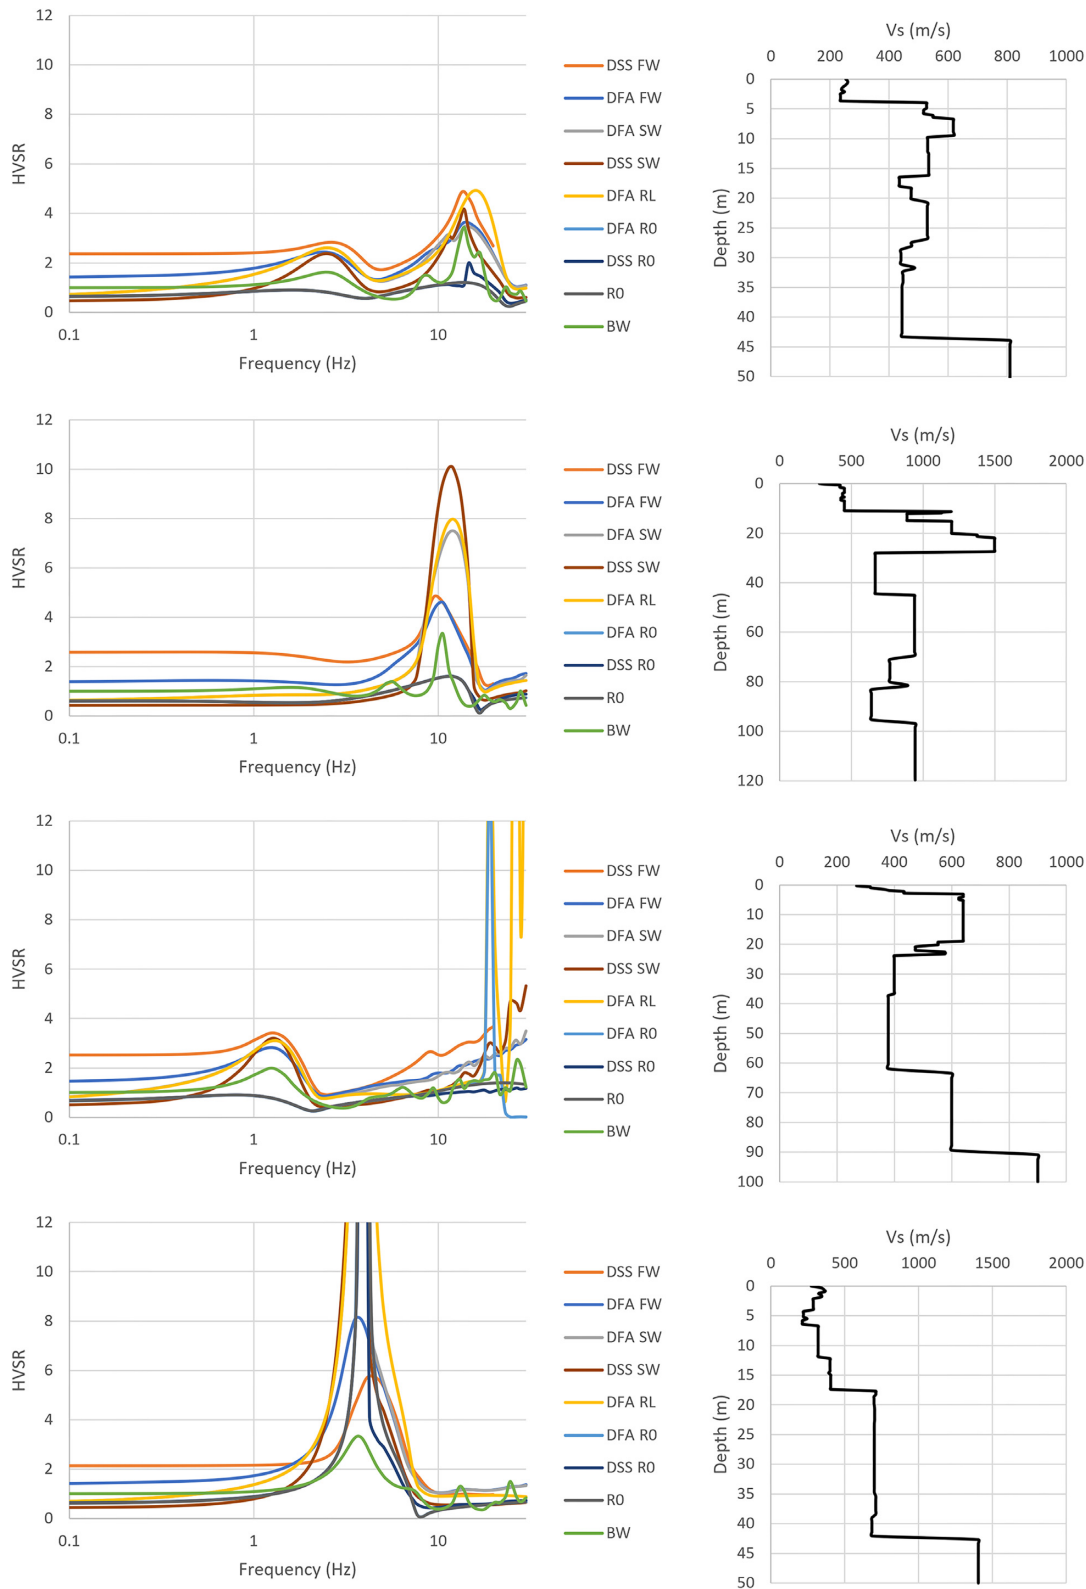 12
10
8
6
4
2
0
HVSR
0.1 1 10
Frequency (Hz)
DSS FW
DFA FW
DFA SW
DSS SW
DFA RL
DFA R0
DSS R0
R0
BW
Vs (m/s)
0 200 400 600 800 1000
0
5
10
15
20
25
30
35
40
45
50
Depth (m)
12
10
8
6
4
2
0
HVSR
0.1 1 10
Frequency (Hz)
DSS FW
DFA FW
DFA SW
DSS SW
DFA RL
DFA R0
DSS R0
R0
BW
Vs (m/s)
0 500 1000 1500 2000
0
20
40
60
80
100
120
Depth (m)
12
10
8
6
4
2
0
HVSR
0.1 1 10
Frequency (Hz)
DSS FW
DFA FW
DFA SW
DSS SW
DFA RL
DFA R0
DSS R0
R0
BW
Vs (m/s)
0 200 400 600 800 1000
0
10
20
30
40
50
60
70
80
90
100
Depth (m)
12
10
8
6
4
2
0
HVSR
0.1 1 10
Frequency (Hz)
DSS FW
DFA FW
DFA SW
DSS SW
DFA RL
DFA R0
DSS R0
R0
BW
Vs (m/s)
0 500 1000 1500 2000
0
5
10
15
20
25
30
35
40
45
50
Depth (m)